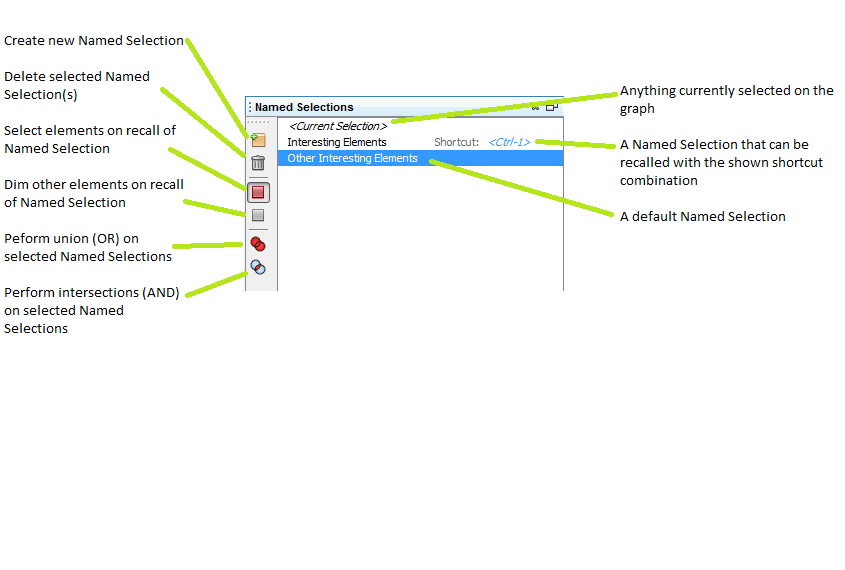 Create new Named Selection
Delete selected Named
Selection(s)
Select elements on recall of
Named Selection
Dim other elements on recall
of Named Selection
Peform union (OR) on
selected Named Selections
Perform intersections (AND)
on selected Named
Selections
Named Selections
<Current Selection>
Interesting Elements Shortcut: <Ctrl-1>
Other Interesting Elements
Anything currently selected on the
graph
A Named Selection that can be
recalled with the shown shortcut
combination
A default Named Selection